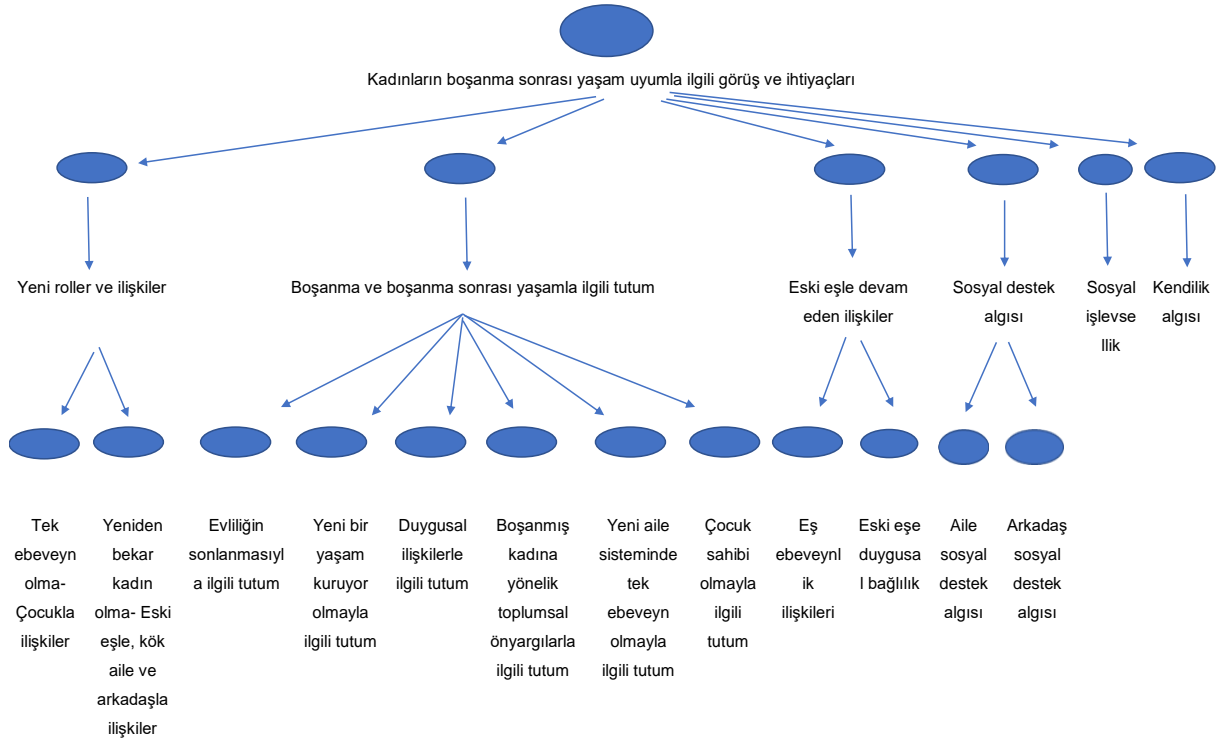 Kadınların boşanma sonrası yaşam uyumla ilgili görüş ve ihtiyaçları
Yeni roller ve ilişkiler
Boşanma ve boşanma sonrası yaşamla ilgili tutum
Eski eşle devam
eden ilişkiler
Sosyal destek
algısı
Sosyal
işlevse
llik
Kendilik
algısı
Tek
ebeveyn
olma-
Çocukla
ilişkiler
Yeniden
bekar
kadın
olma- Eski
eşle, kök
aile ve
arkadaşla
ilişkiler
Evliliğin
sonlanmasıyl
a ilgili tutum
Yeni bir
yaşam
kuruyor
olmayla
ilgili tutum
Duygusal
ilişkilerle
ilgili tutum
Boşanmış
kadına
yönelik
toplumsal
önyargılarla
ilgili tutum
Yeni aile
sisteminde
tek
ebeveyn
olmayla
ilgili tutum
Çocuk
sahibi
olmayla
ilgili
tutum
Eş
ebeveynl
ik
ilişkileri
Eski eşe
duygusa
l bağlılık
Aile
sosyal
destek
algısı
Arkadaş
sosyal
destek
algısı